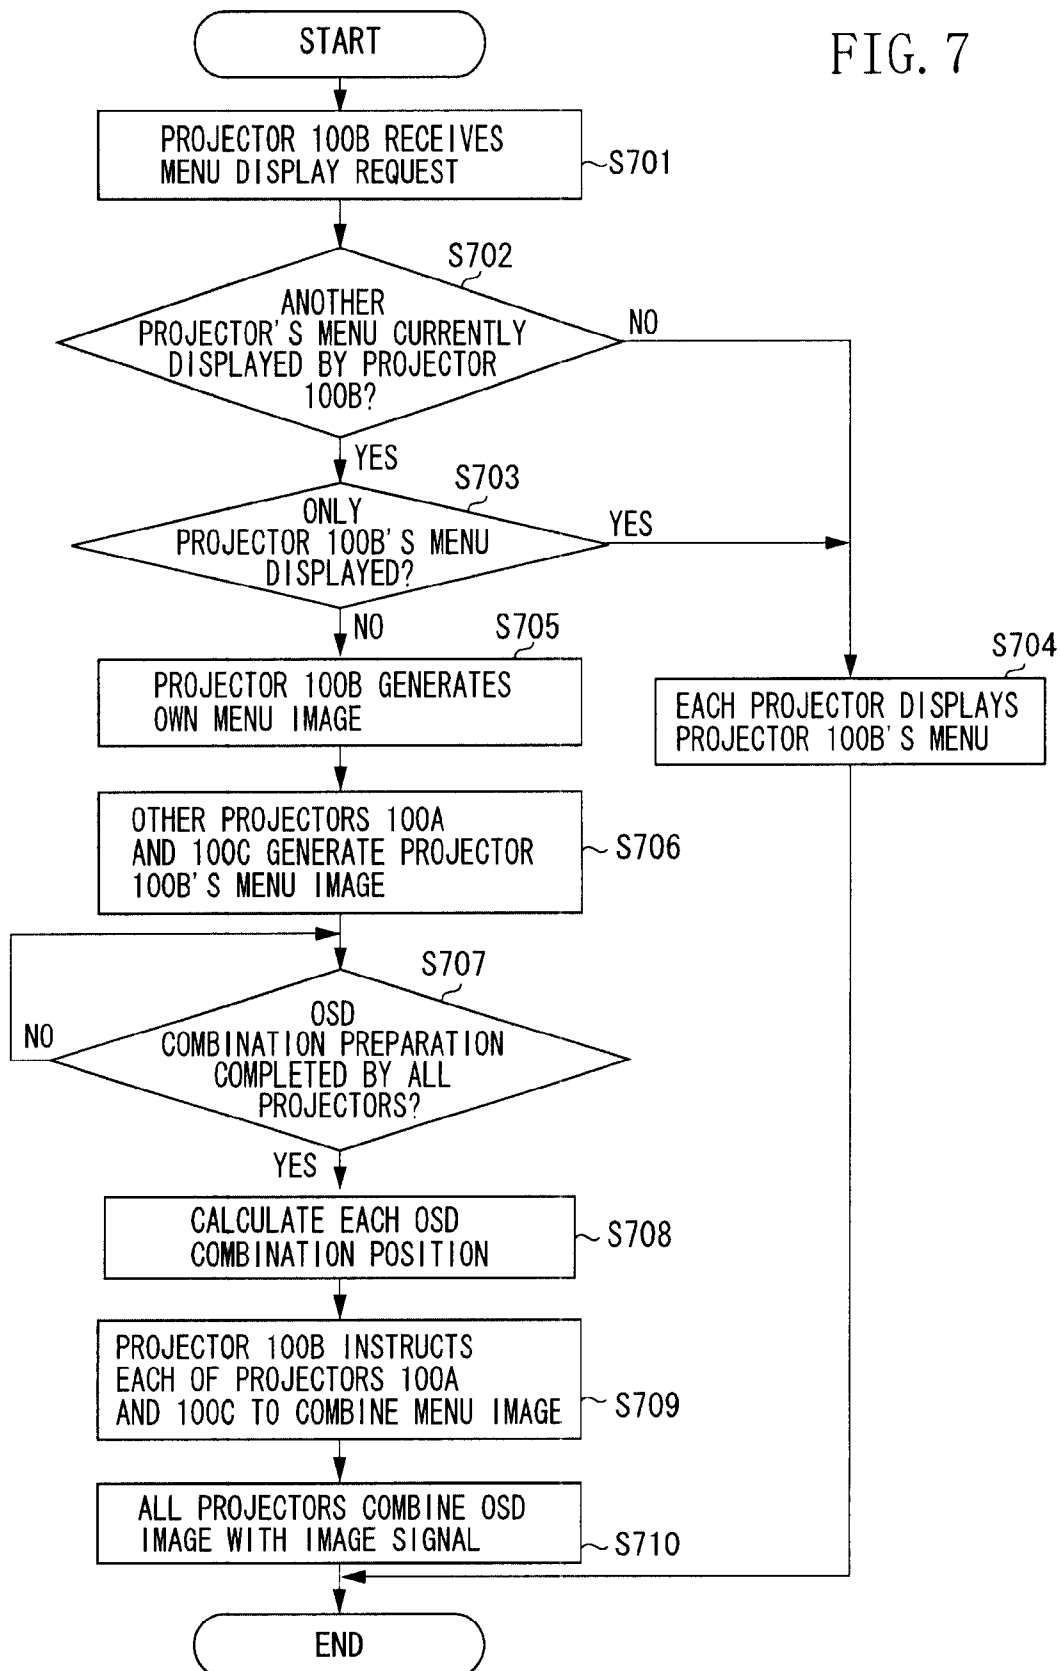 START
FIG. 7
PROJECTOR 100B RECEIVES
MENU DISPLAY REQUEST
S701
S702
ANOTHER
PROJECTOR'S MENU CURRENTLY
DISPLAYED BY PROJECTOR
100B?
NO
YES
S703
ONLY
PROJECTOR 100B'S MENU
DISPLAYED?
YES
NO
S705
PROJECTOR 100B GENERATES
OWN MENU IMAGE
S704
EACH PROJECTOR DISPLAYS
PROJECTOR 100B'S MENU
OTHER PROJECTORS 100A
AND 100C GENERATE PROJECTOR
100B'S MENU IMAGE
S706
S707
OSD
COMBINATION PREPARATION
COMPLETED BY ALL
PROJECTORS?
NO
YES
CALCULATE EACH OSD
COMBINATION POSITION
S708
PROJECTOR 100B INSTRUCTS
EACH OF PROJECTORS 100A
AND 100C TO COMBINE MENU IMAGE
S709
ALL PROJECTORS COMBINE OSD
IMAGE WITH IMAGE SIGNAL
S710
END